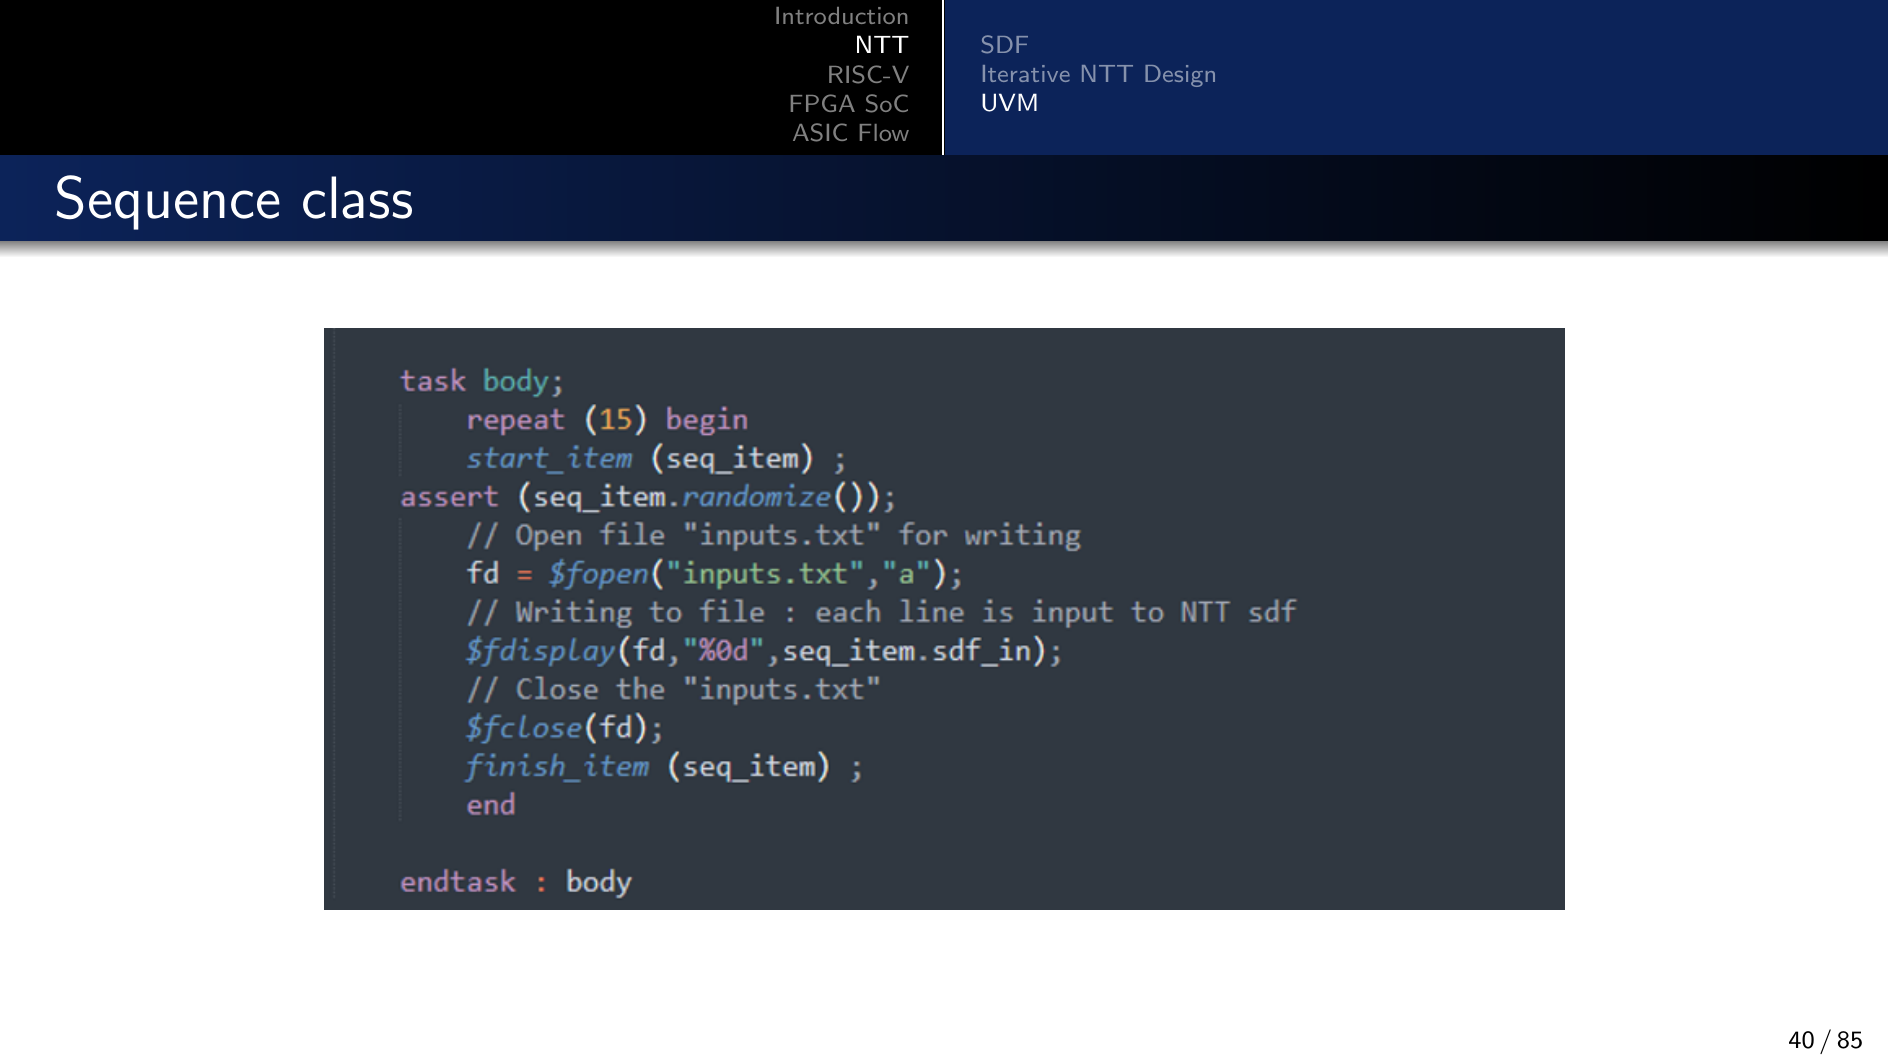 Introduction
NTT
RISC-V
FPGA SoC
ASIC Flow
SDF
Iterative NTT Design
UVM
Sequence class
task body;
repeat (15) begin
start_item (seq_item) ;
assert (seq_item.randomize());
// Open file "inputs.txt" for writing
fd = $fopen("inputs.txt","a");
// Writing to file : each line is input to NTT sdf
$fdisplay(fd,"%0d",seq_item.sdf_in);
// Close the "inputs.txt"
$fclose(fd);
finish_item (seq_item) ;
end
endtask : body
40 / 85